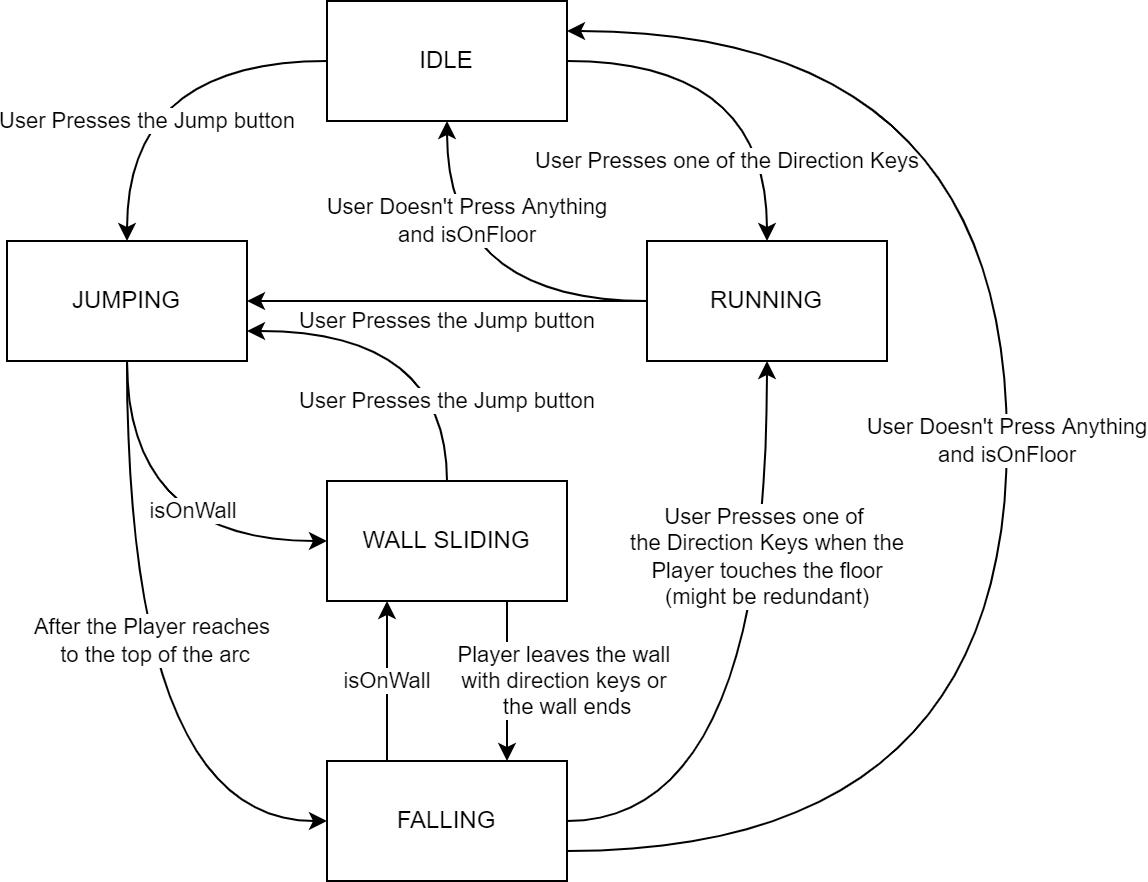 IDLE
User Presses the Jump button
User Presses one of the Direction Keys
User Doesn't Press Anything
and isOnFloor
JUMPING
RUNNING
User Presses the Jump button
User Presses the Jump button
User Doesn't Press Anything
and isOnFloor
isOnWall
WALL SLIDING
User Presses one of
the Direction Keys when the
Player touches the floor
(might be redundant)
After the Player reaches
to the top of the arc
isOnWall
Player leaves the wall
with direction keys or
the wall ends
FALLING